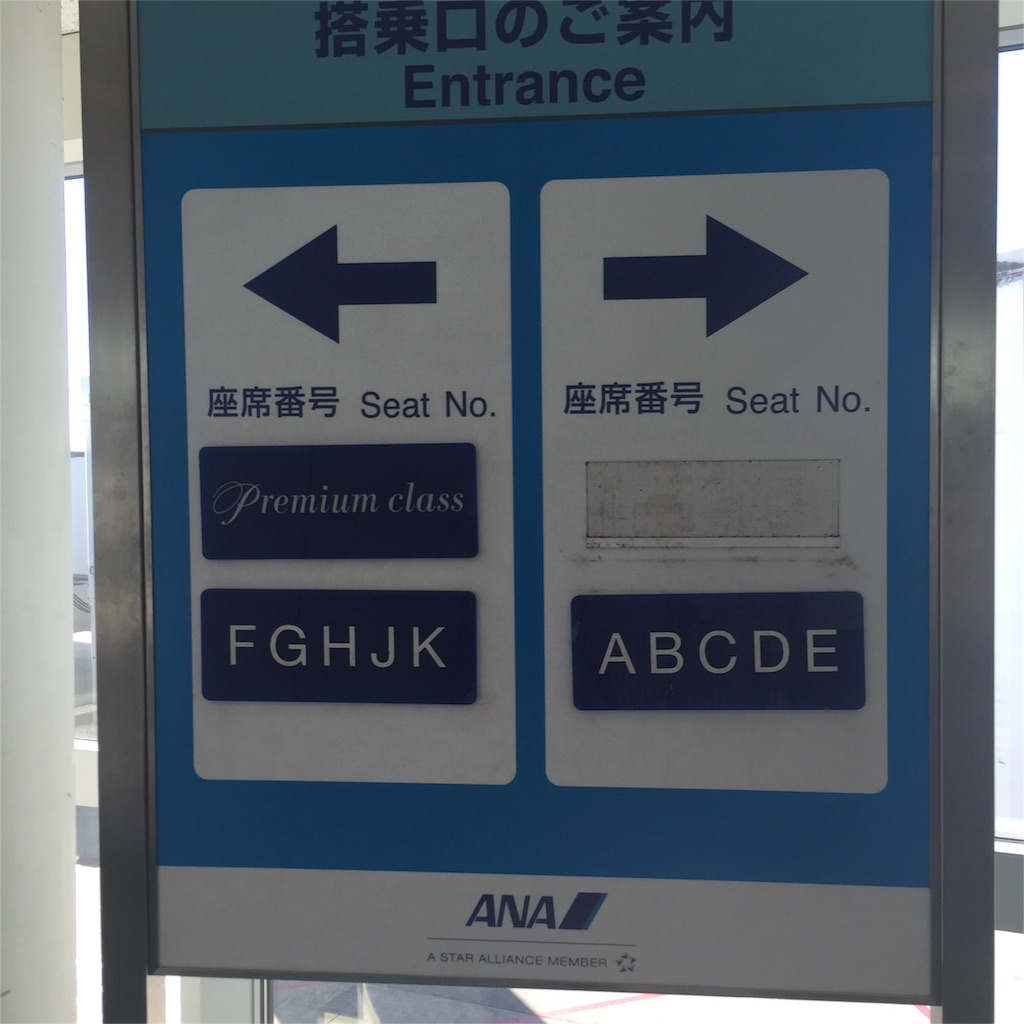 搭乗口のご案内
Entrance
座席番号 Seat No.
Premium class
FGHJK
座席番号 Seat No.
ABCDE
ANA
A STAR ALLIANCE MEMBER